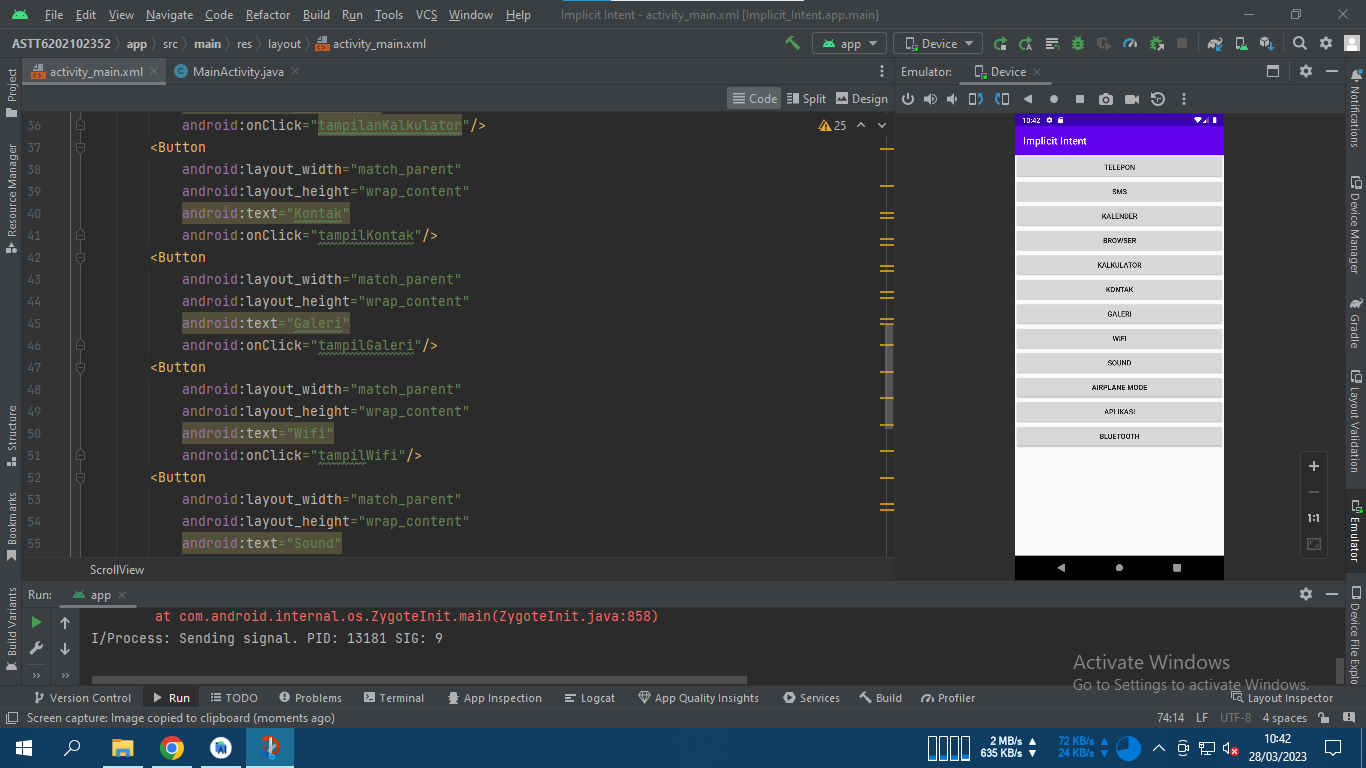 File Edit View Navigate Code Refactor Build Run Tools VCS Window Help Implicit Intent - activity_main.xml [Implicit_Intent.app.main]
ASTT6202102352 app src main res layout activity_main.xml app Device
activity_main.xml MainActivity.java Emulator: Device
Code Split Design
36 android:onClick="tampilanKalkulator"/> 25
37 <Button
38 android:layout_width="match_parent"
39 android:layout_height="wrap_content"
40 android:text="Kontak"
41 android:onClick="tampilKontak"/>
42 <Button
43 android:layout_width="match_parent"
44 android:layout_height="wrap_content"
45 android:text="Galeri"
46 android:onClick="tampilGaleri"/>
47 <Button
48 android:layout_width="match_parent"
49 android:layout_height="wrap_content"
50 android:text="Wifi"
51 android:onClick="tampilWifi"/>
52 <Button
53 android:layout_width="match_parent"
54 android:layout_height="wrap_content"
55 android:text="Sound"
ScrollView
10:42
Implicit Intent
TELEPON
SMS
KALENDER
BROWSER
KALKULATOR
KONTAK
GALERI
WIFI
SOUND
AIRPLANE MODE
APLIKASI
BLUETOOTH
1:1
Project
Resource Manager
Structure
Bookmarks
Build Variants
Notifications
Device Manager
Gradle
Layout Validation
Emulator
Device File Explo
Run: app
at com.android.internal.os.ZygoteInit.main(ZygoteInit.java:858)
I/Process: Sending signal. PID: 13181 SIG: 9
Activate Windows
Go to Settings to activate Windows.
Version Control Run TODO Problems Terminal App Inspection Logcat App Quality Insights Services Build Profiler Layout Inspector
Screen capture: Image copied to clipboard (moments ago) 74:14 LF UTF-8 4 spaces
2 MB/s 72 KB/s 10:42
635 KB/s 24 KB/s 28/03/2023